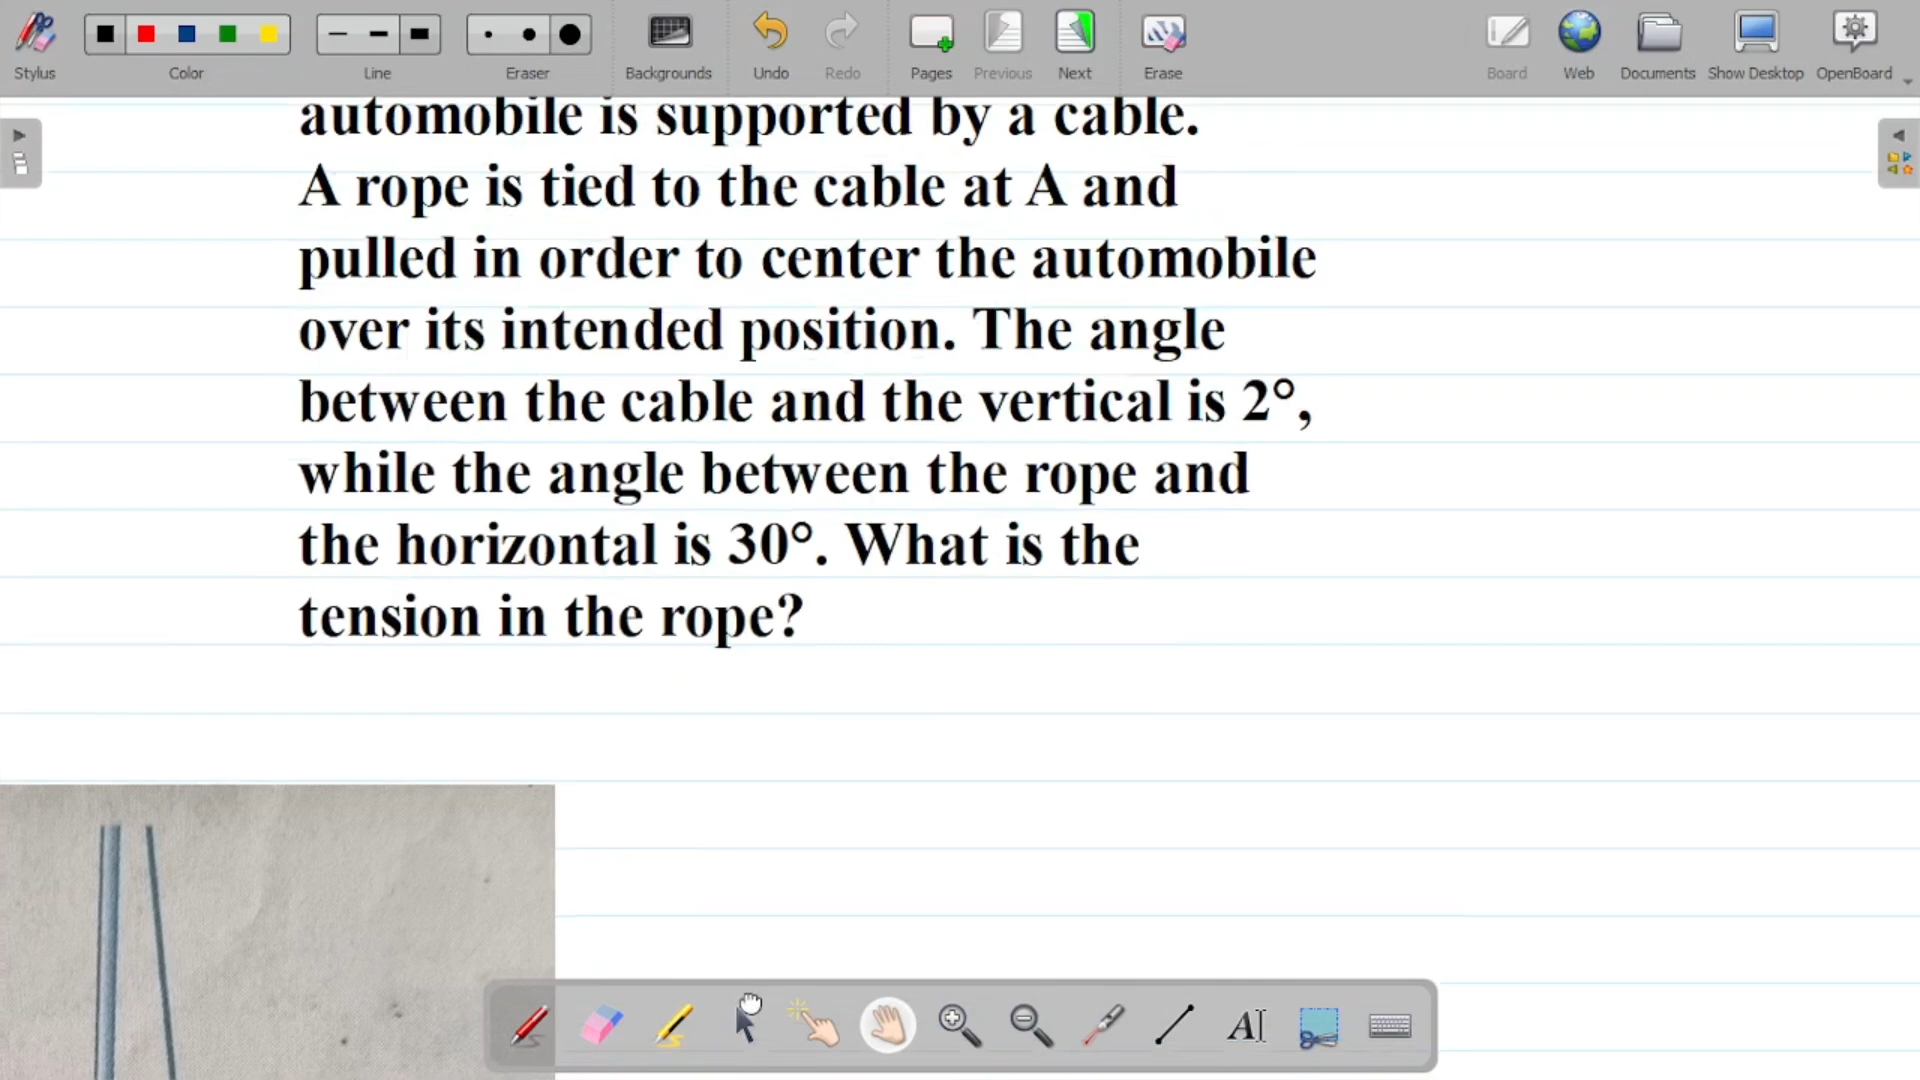 Stylus
Color
Line
Eraser
Backgrounds
Undo
Redo
Pages
Previous
Next
Erase
Board
Web
Documents
Show Desktop
OpenBoard
automobile is supported by a cable.
A rope is tied to the cable at A and
pulled in order to center the automobile
over its intended position. The angle
between the cable and the vertical is 2°,
while the angle between the rope and
the horizontal is 30°. What is the
tension in the rope?